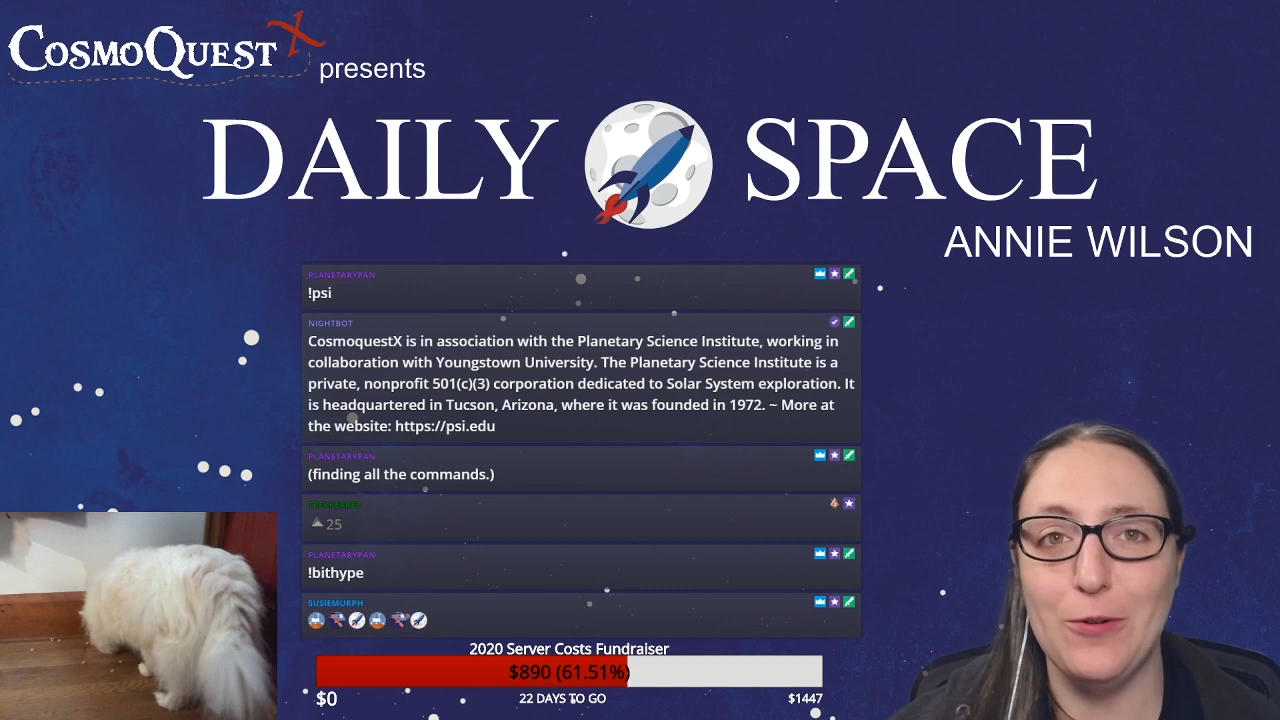 CosmoQuest X
presents
DAILY SPACE
ANNIE WILSON
PLANETARYPAN
!psi
NIGHTBOT
CosmoquestX is in association with the Planetary Science Institute, working in
collaboration with Youngstown University. The Planetary Science Institute is a
private, nonprofit 501(c)(3) corporation dedicated to Solar System exploration. It
is headquartered in Tucson, Arizona, where it was founded in 1972. ~ More at
the website: https://psi.edu
PLANETARYPAN
(finding all the commands.)
25
PLANETARYPAN
!bithype
SUSIEMURPH
2020 Server Costs Fundraiser
$890 (61.51%)
$0
22 DAYS TO GO
$1447